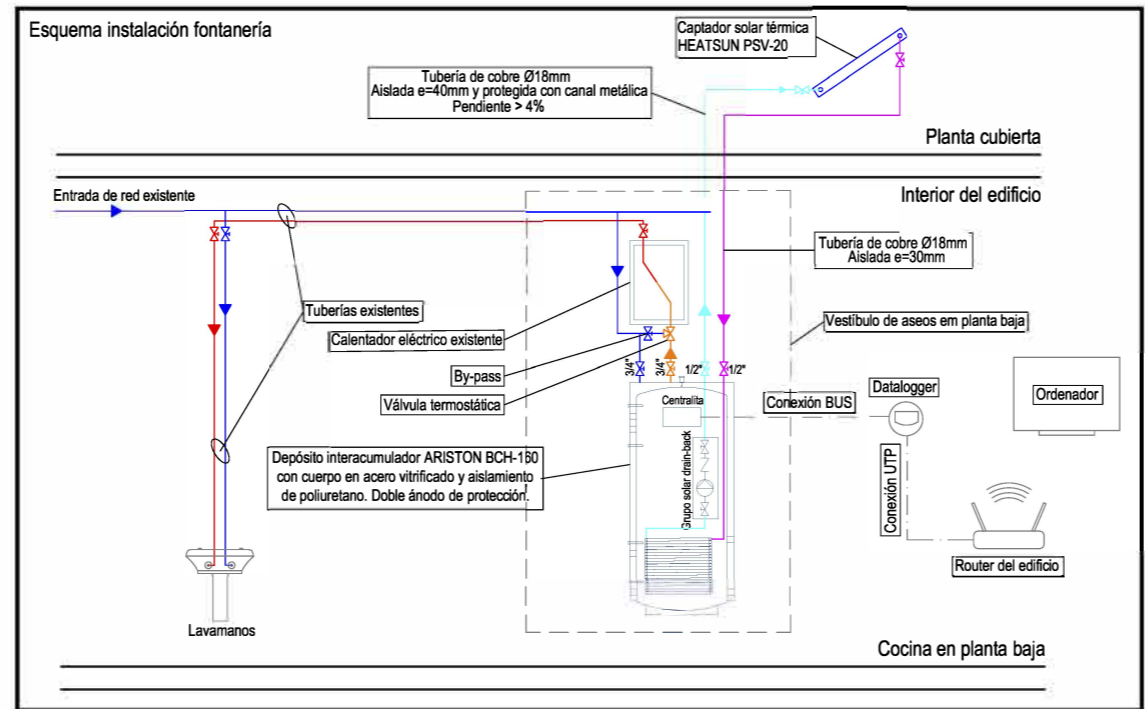 Esquema instalación fontanería
Captador solar térmica
HEATSUN PSV-20
Tubería de cobre Ø18mm
Aislada e=40mm y protegida con canal metálica
Pendiente > 4%
Planta cubierta
Entrada de red existente
Interior del edificio
Tubería de cobre Ø18mm
Aislada e=30mm
Tuberías existentes
Calentador eléctrico existente
Vestíbulo de aseos em planta baja
By-pass
Válvula termostática
3/4"
3/4"
1/2"
1/2"
Centralita
Conexión BUS
Datalogger
Ordenador
Depósito interacumulador ARISTON BCH-160
con cuerpo en acero vitrificado y aislamiento
de poliuretano. Doble ánodo de protección.
Grupo solar drain-back
Conexión UTP
Router del edificio
Lavamanos
Cocina en planta baja